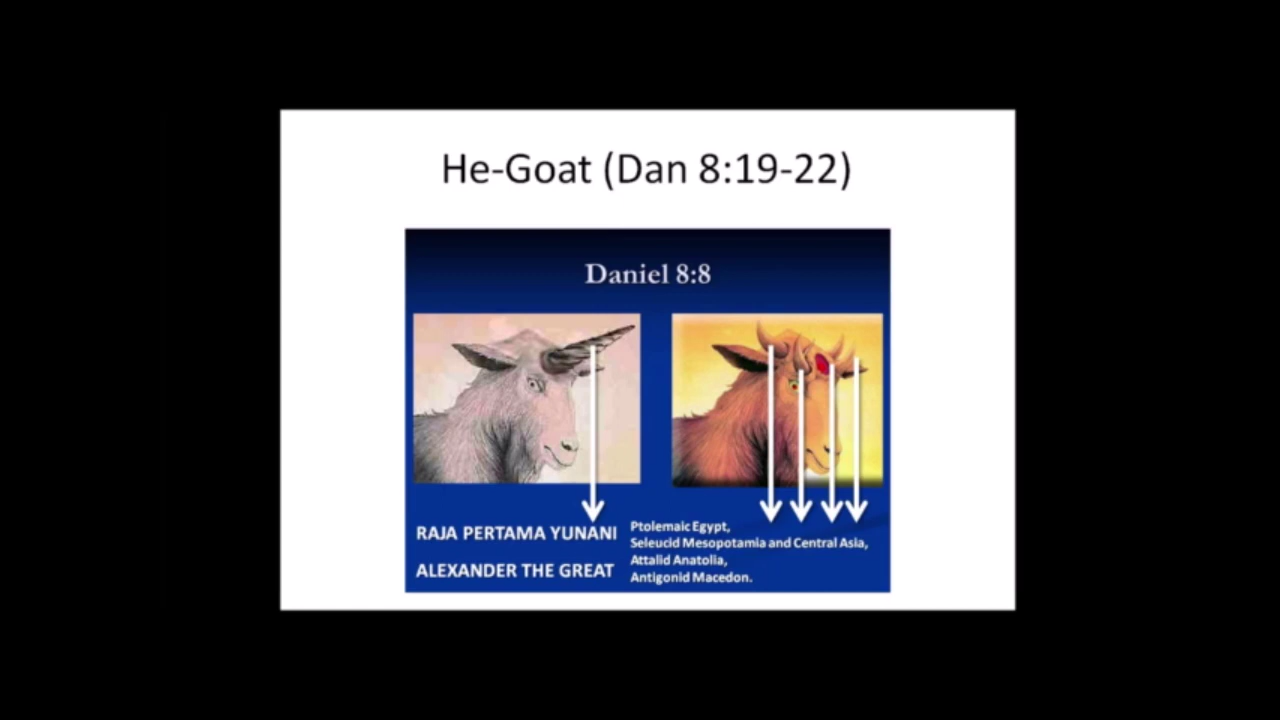 He-Goat (Dan 8:19-22)
Daniel 8:8
RAJA PERTAMA YUNANI
ALEXANDER THE GREAT
Ptolemaic Egypt,
Seleucid Mesopotamia and Central Asia,
Attalid Anatolia,
Antigonid Macedon.